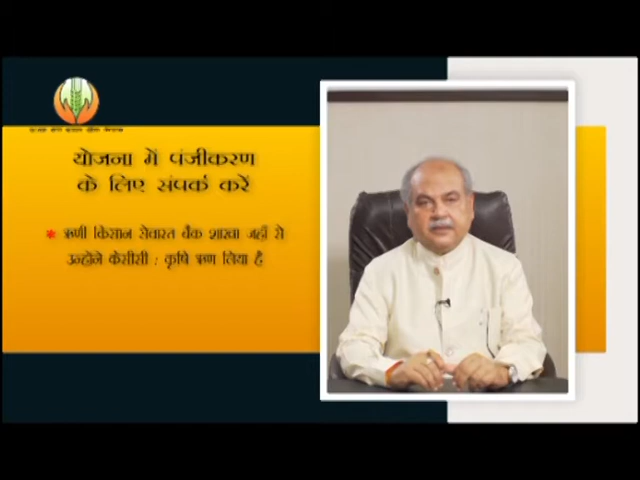 योजना में पंजीकरण
के लिए संपर्क करें
* ऋणी किसान सेवारत बैंक शाखा जहाँ से
उन्होने केसीसी : कृषि ऋण लिया है